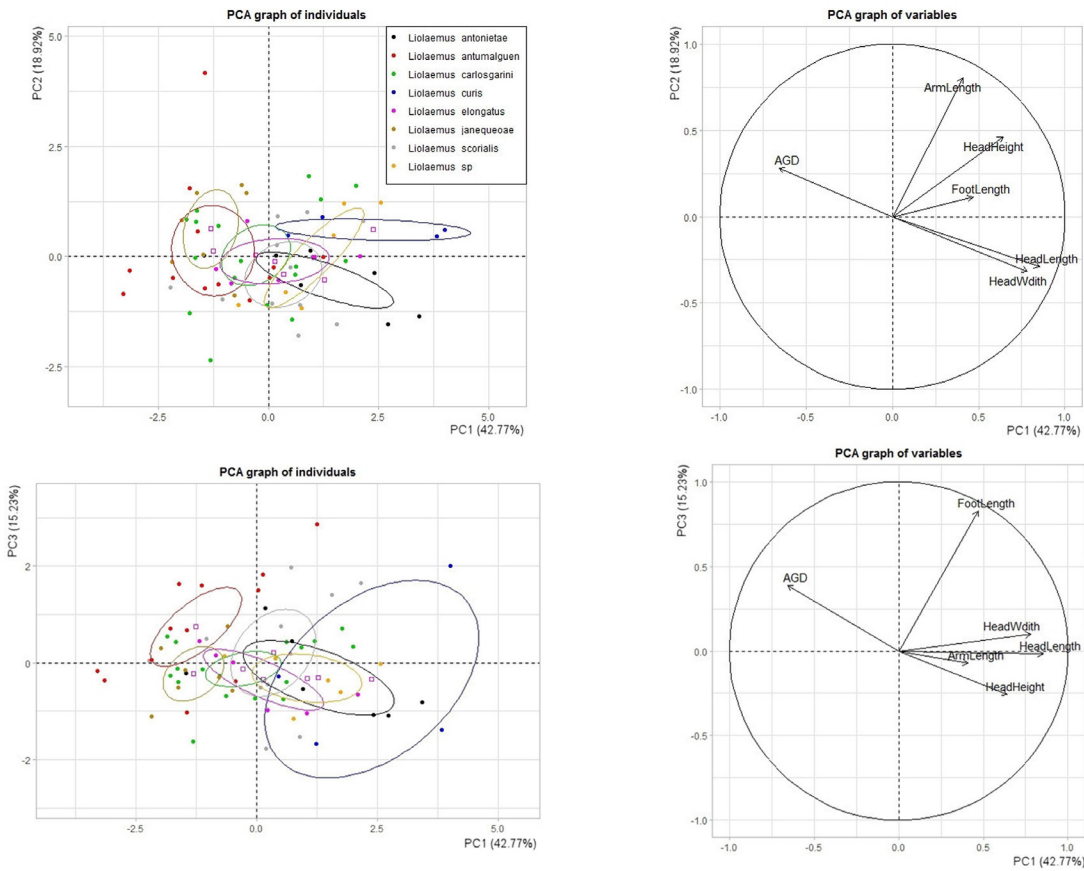 PCA graph of individuals
PC2 (18.92%)
5.0
2.5
0.0
-2.5
-2.5
0.0
2.5
5.0
PC1 (42.77%)
Liolaemus antonietae
Liolaemus antumalguen
Liolaemus carlosgarini
Liolaemus curis
Liolaemus elongatus
Liolaemus janequeoae
Liolaemus scorialis
Liolaemus sp
PCA graph of variables
PC2 (18.92%)
1.0
0.5
0.0
-0.5
-1.0
ArmLength
HeadHeight
AGD
FootLength
HeadLength
HeadWdith
-1.0
-0.5
0.0
0.5
1.0
PC1 (42.77%)
PCA graph of individuals
PC3 (15.23%)
2
0
-2
-2.5
0.0
2.5
5.0
PC1 (42.77%)
PCA graph of variables
PC3 (15.23%)
1.0
0.5
0.0
-0.5
-1.0
FootLength
AGD
HeadWdith
HeadLength
ArmLength
HeadHeight
-1.0
-0.5
0.0
0.5
1.0
PC1 (42.77%)